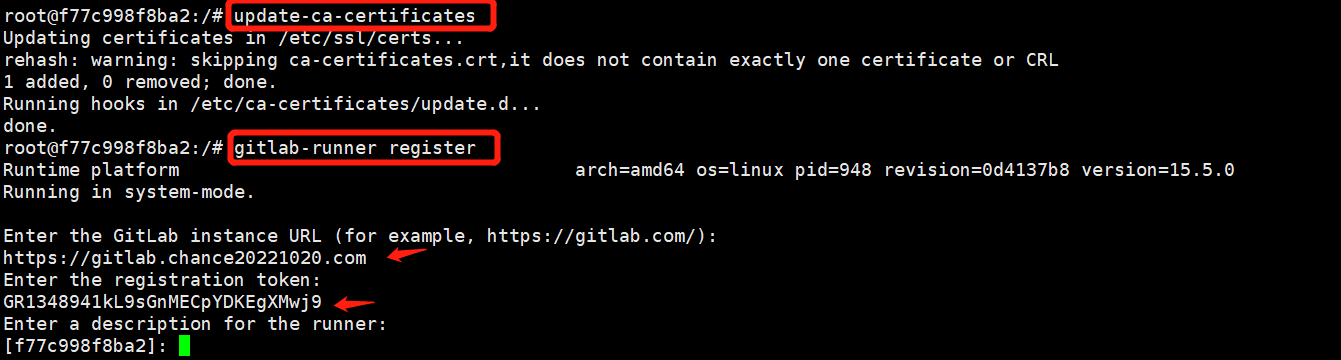 root@f77c998f8ba2:/# update-ca-certificates
Updating certificates in /etc/ssl/certs...
rehash: warning: skipping ca-certificates.crt,it does not contain exactly one certificate or CRL
1 added, 0 removed; done.
Running hooks in /etc/ca-certificates/update.d...
done.
root@f77c998f8ba2:/# gitlab-runner register
Runtime platform                                    arch=amd64 os=linux pid=948 revision=0d4137b8 version=15.5.0
Running in system-mode.

Enter the GitLab instance URL (for example, https://gitlab.com/):
https://gitlab.chance20221020.com
Enter the registration token:
GR1348941kL9sGnMECpYDKEgXMwj9
Enter a description for the runner:
[f77c998f8ba2]: